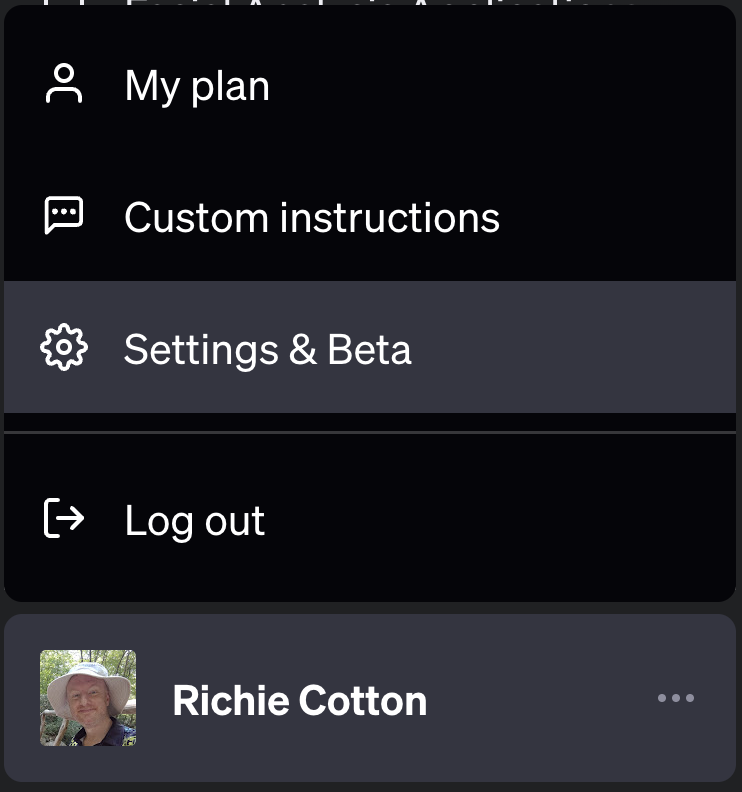 My plan
Custom instructions
Settings & Beta
Log out
Richie Cotton